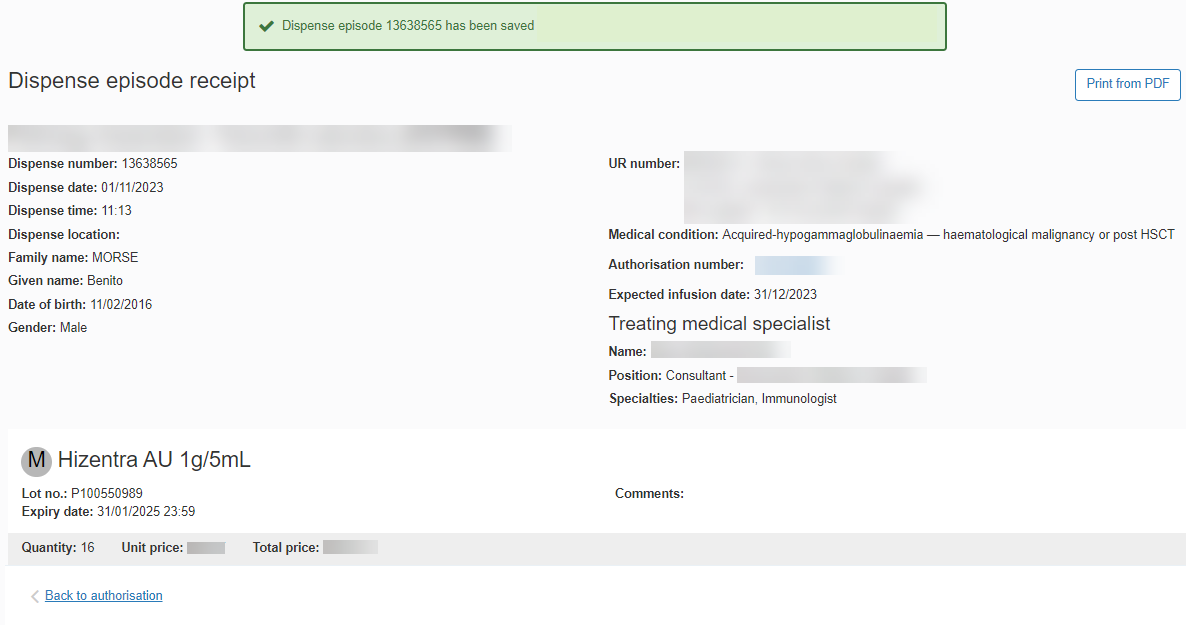 Dispense episode 13638565 has been saved
Dispense episode receipt
Print from PDF
Dispense number: 13638565
Dispense date: 01/11/2023
Dispense time: 11:13
Dispense location:
Family name: MORSE
Given name: Benito
Date of birth: 11/02/2016
Gender: Male
UR number:
Medical condition: Acquired-hypogammaglobulinaemia — haematological malignancy or post HSCT
Authorisation number:
Expected infusion date: 31/12/2023
Treating medical specialist
Name:
Position: Consultant -
Specialties: Paediatrician, Immunologist
M Hizentra AU 1g/5mL
Lot no.: P100550989
Expiry date: 31/01/2025 23:59
Comments:
Quantity: 16 Unit price: Total price:
Back to authorisation